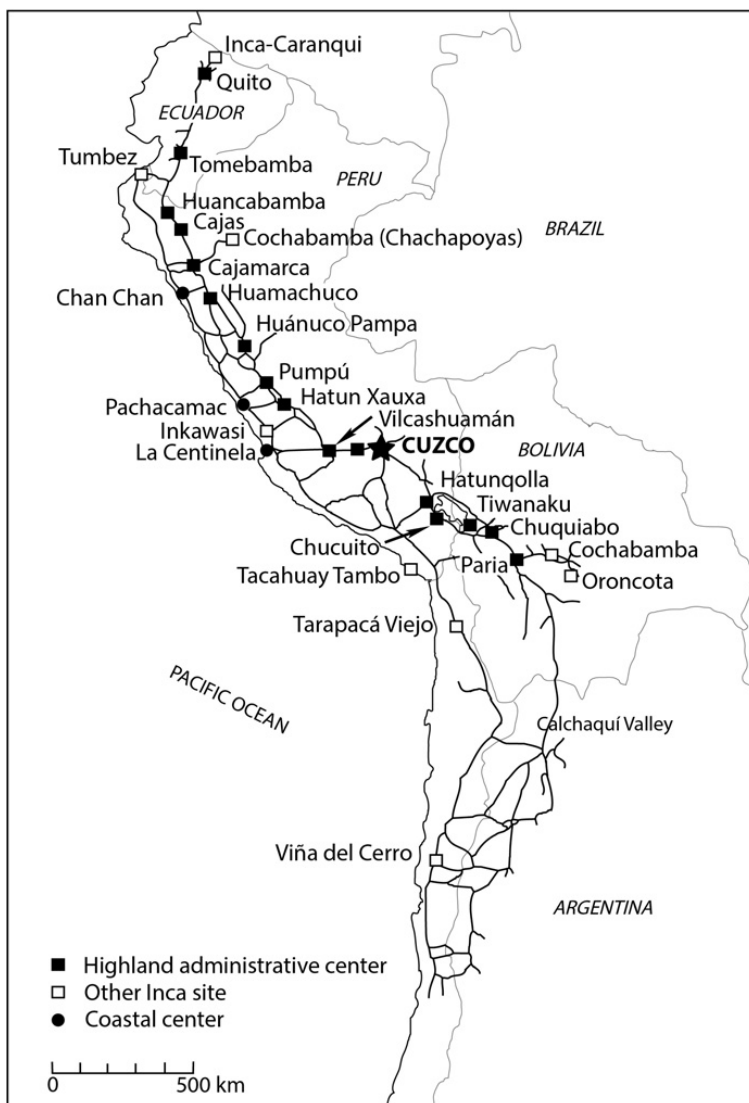 Inca-Caranqui
Quito
ECUADOR
Tumbez
Tomebamba
PERU
Huancabamba
Cajas
BRAZIL
Cochabamba (Chachapoyas)
Cajamarca
Chan Chan
Huamachuco
Huánuco Pampa
Pumpú
Hatun Xauxa
Pachacamac
Vilcashuamán
Inkawasi
CUZCO
La Centinela
BOLIVIA
Hatunqolla
Tiwanaku
Chuquiabo
Chucuito
Cochabamba
Paria
Tacahuay Tambo
Oroncota
Tarapacá Viejo
PACIFIC OCEAN
Calchaquí Valley
Viña del Cerro
ARGENTINA
Highland administrative center
Other Inca site
Coastal center
0 500 km